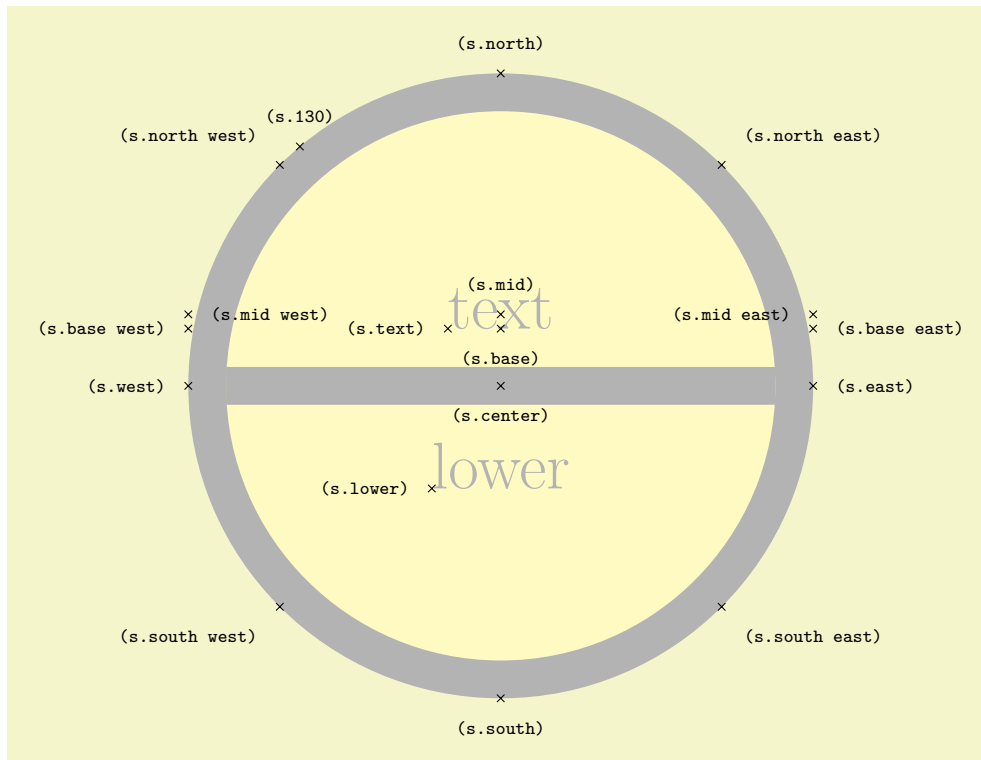 (s.north)
(s.130)
(s.north west)
(s.north east)
(s.mid)
text
(s.mid west)
(s.mid east)
(s.base west)
(s.text)
(s.base east)
(s.base)
(s.west)
(s.east)
(s.center)
lower
(s.lower)
(s.south west)
(s.south east)
(s.south)